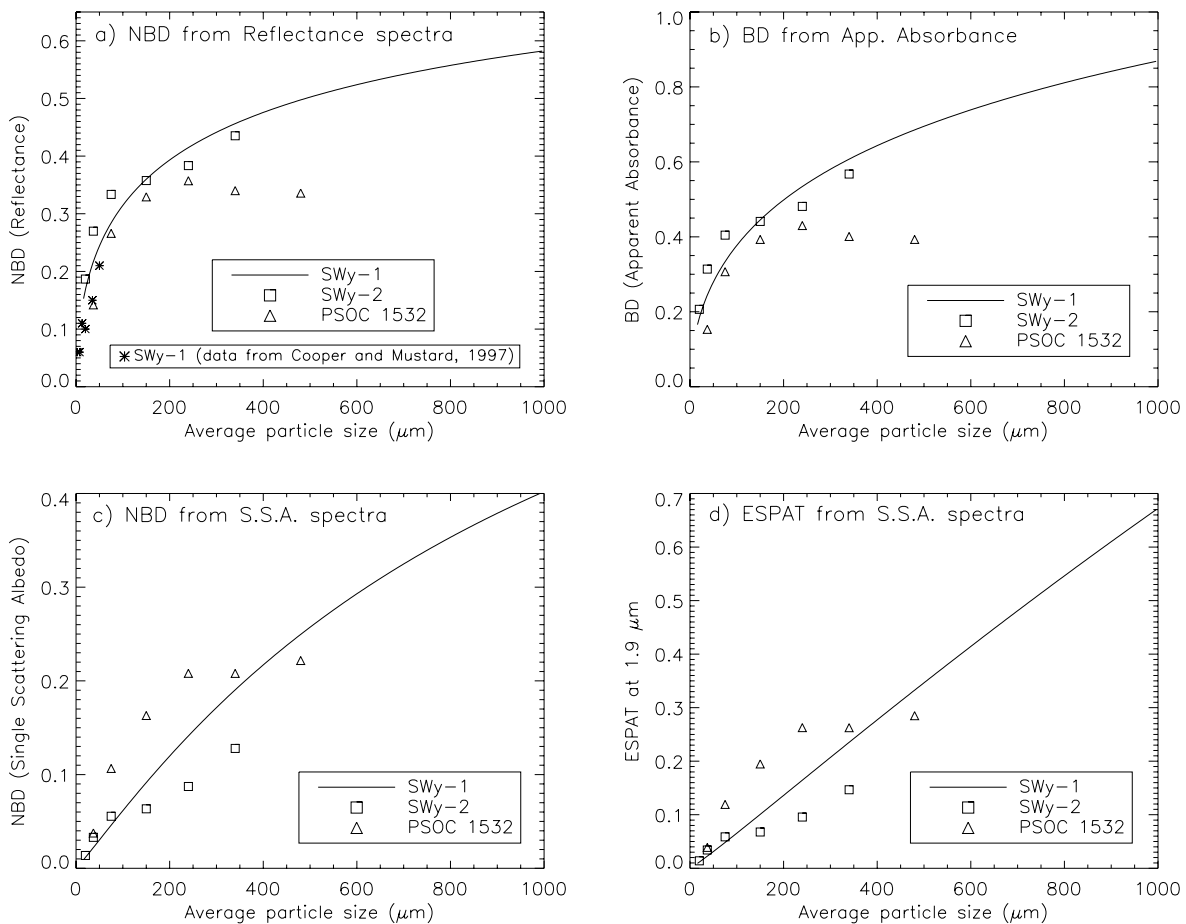 a) NBD from Reflectance spectra
NBD (Reflectance)
0.6
0.5
0.4
0.3
0.2
0.1
0.0
SWy-1
SWy-2
PSOC 1532
SWy-1 (data from Cooper and Mustard, 1997)
0 200 400 600 800 1000
Average particle size (μm)
b) BD from App. Absorbance
BD (Apparent Absorbance)
1.0
0.8
0.6
0.4
0.2
0.0
SWy-1
SWy-2
PSOC 1532
0 200 400 600 800 1000
Average particle size (μm)
c) NBD from S.S.A. spectra
NBD (Single Scattering Albedo)
0.4
0.3
0.2
0.1
0.0
SWy-1
SWy-2
PSOC 1532
0 200 400 600 800 1000
Average particle size (μm)
d) ESPAT from S.S.A. spectra
ESPAT at 1.9 μm
0.7
0.6
0.5
0.4
0.3
0.2
0.1
0.0
SWy-1
SWy-2
PSOC 1532
0 200 400 600 800 1000
Average particle size (μm)